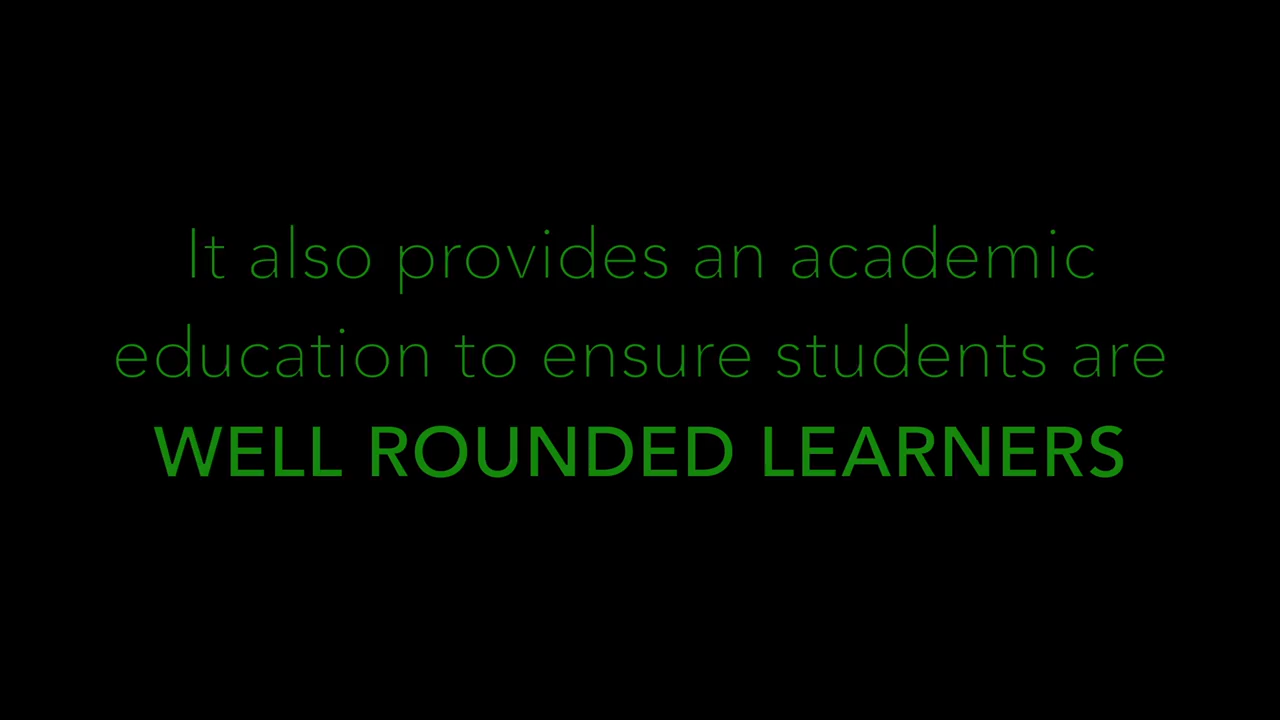 It also provides an academic
education to ensure students are
WELL ROUNDED LEARNERS